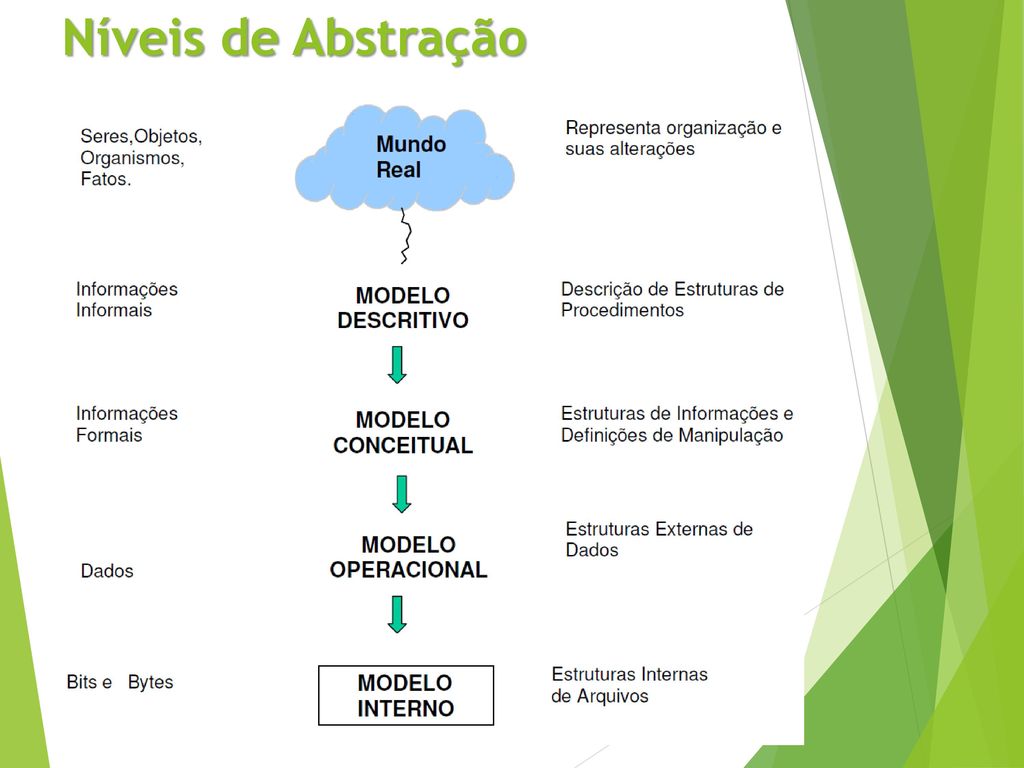 Níveis de Abstração
Seres,Objetos,
Organismos,
Fatos.
Mundo
Real
Representa organização e
suas alterações
Informações
Informais
MODELO
DESCRITIVO
Descrição de Estruturas de
Procedimentos
Informações
Formais
MODELO
CONCEITUAL
Estruturas de Informações e
Definições de Manipulação
Dados
MODELO
OPERACIONAL
Estruturas Externas de
Dados
Bits e Bytes
MODELO
INTERNO
Estruturas Internas
de Arquivos